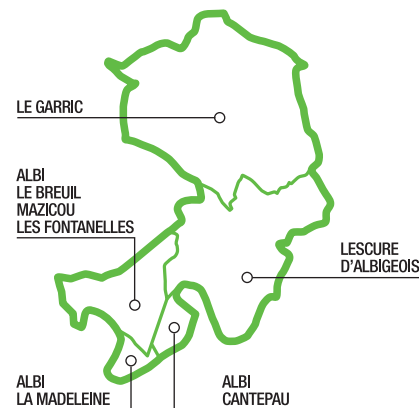 LE GARRIC
ALBI
LE BREUIL
MAZICOU
LES FONTANELLES
LESCURE
D'ALBIGEOIS
ALBI
LA MADELEINE
ALBI
CANTEPAU